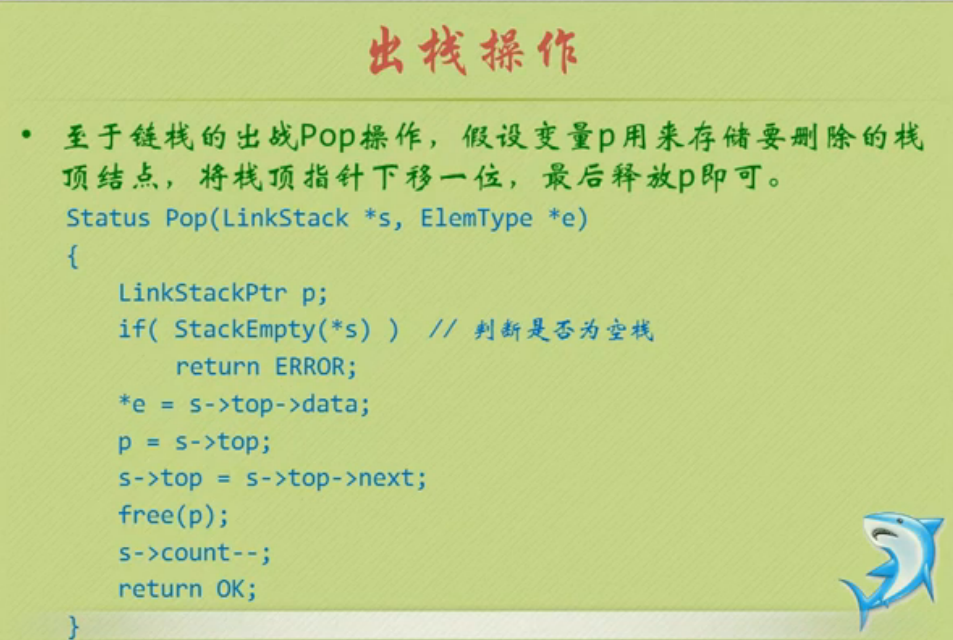 出栈操作
• 至于链栈的出战Pop操作，假设变量p用来存储要删除的栈
顶结点，将栈顶指针下移一位，最后释放p即可。
Status Pop(LinkStack *s, ElemType *e)
{
LinkStackPtr p;
if( StackEmpty(*s) ) // 判断是否为空栈
return ERROR;
*e = s->top->data;
p = s->top;
s->top = s->top->next;
free(p);
s->count--;
return OK;
}